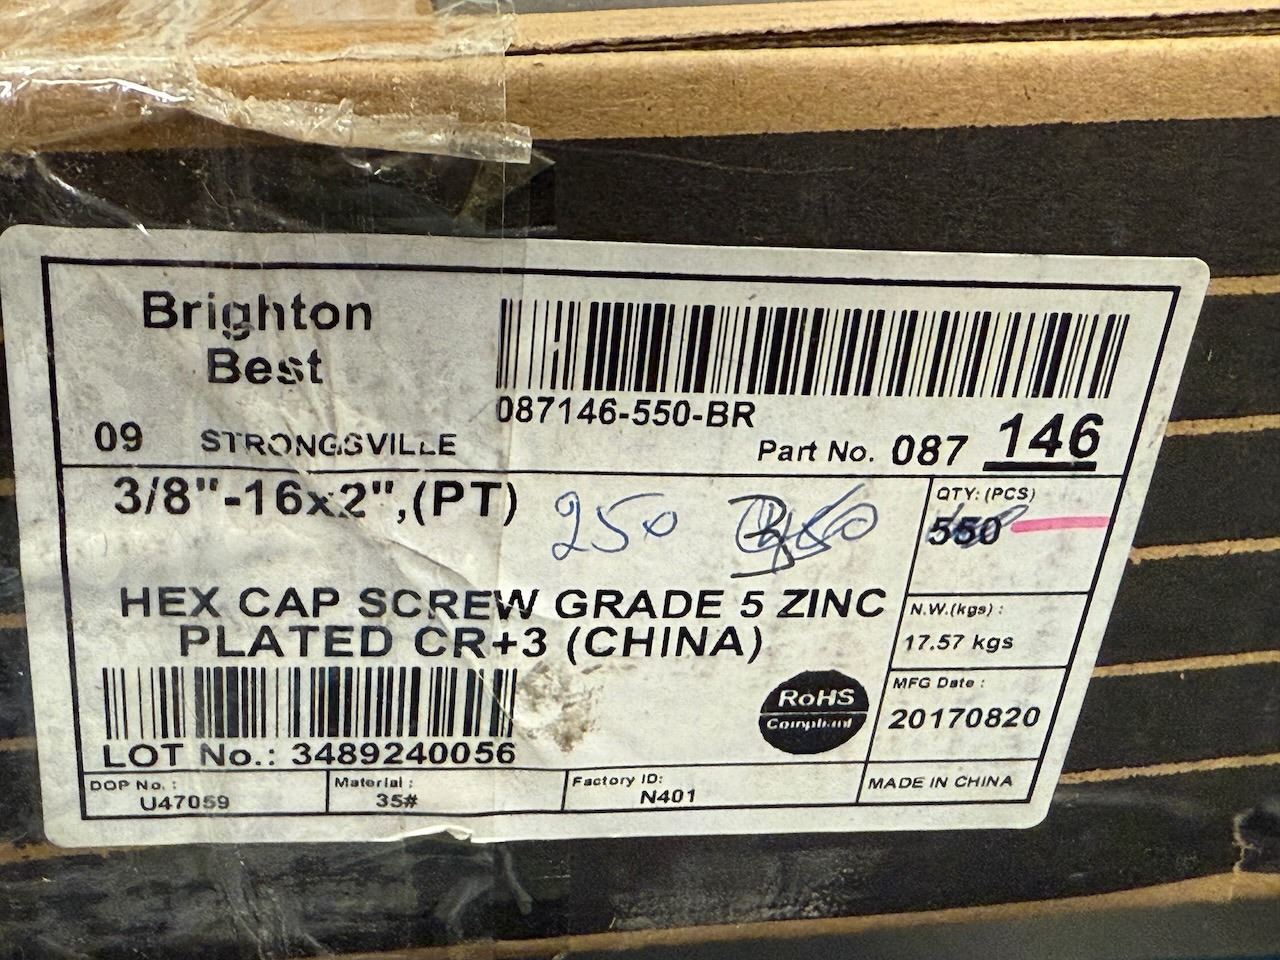 Brighton
Best
087146-550-BR
09 STRONGSVILLE
Part No. 087 146
3/8"-16x2",(PT)
250
QTY: (PCS)
550
HEX CAP SCREW GRADE 5 ZINC
PLATED CR+3 (CHINA)
N.W.(kgs) :
17.57 kgs
RoHS
Compliant
MFG Date :
20170820
LOT No.: 3489240056
DOP No. :
U47059
Material :
35#
Factory ID:
N401
MADE IN CHINA